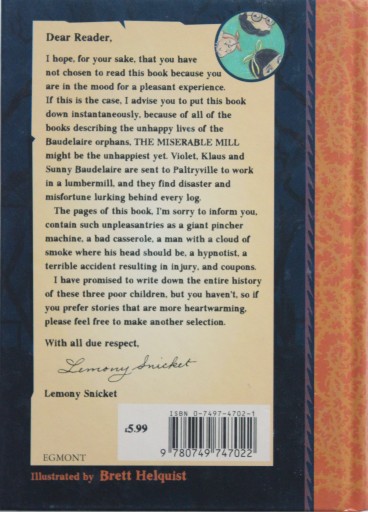 Dear Reader,
I hope, for your sake, that you have
not chosen to read this book because you
are in the mood for a pleasant experience.
If this is the case, I advise you to put this book
down instantaneously, because of all of the
books describing the unhappy lives of the
Baudelaire orphans, THE MISERABLE MILL
might be the unhappiest yet. Violet, Klaus and
Sunny Baudelaire are sent to Paltryville to work
in a lumbermill, and they find disaster and
misfortune lurking behind every log.
The pages of this book, I'm sorry to inform you,
contain such unpleasantries as a giant pincher
machine, a bad casserole, a man with a cloud of
smoke where his head should be, a hypnotist, a
terrible accident resulting in injury, and coupons.
I have promised to write down the entire history
of these three poor children, but you haven't, so if
you prefer stories that are more heartwarming,
please feel free to make another selection.
With all due respect,
Lemony Snicket
Lemony Snicket
ISBN 0-7497-4702-1
£5.99
9 780749 747022
EGMONT
Illustrated by Brett Helquist